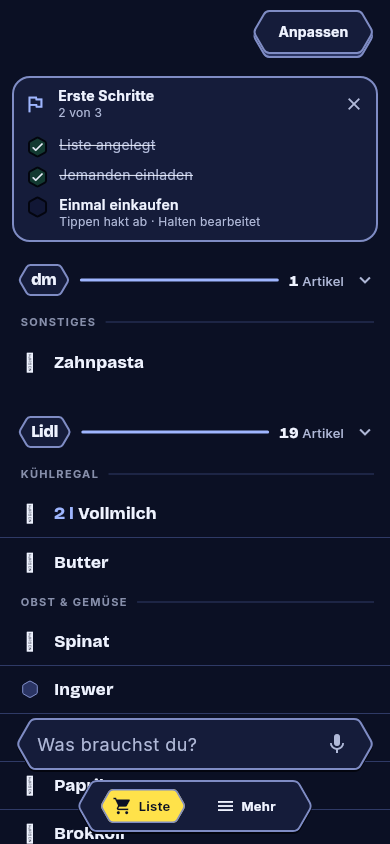 Anpassen
Erste Schritte
2 von 3
Liste angelegt
Jemanden einladen
Einmal einkaufen
Tippen hakt ab · Halten bearbeitet
dm 1 Artikel
SONSTIGES
Zahnpasta
Lidl 19 Artikel
KÜHLREGAL
2 l Vollmilch
Butter
OBST & GEMÜSE
Spinat
Ingwer
Was brauchst du?
Liste Mehr